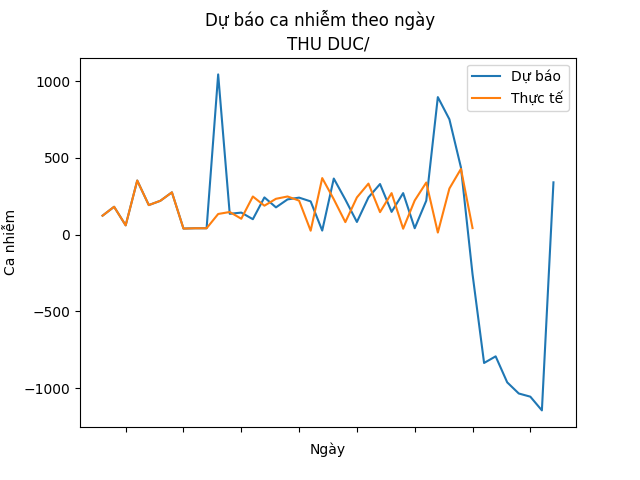 Dự báo ca nhiễm theo ngày
THU DUC/
Dự báo
Thực tế
1000
500
0
−500
−1000
Ca nhiễm
Ngày